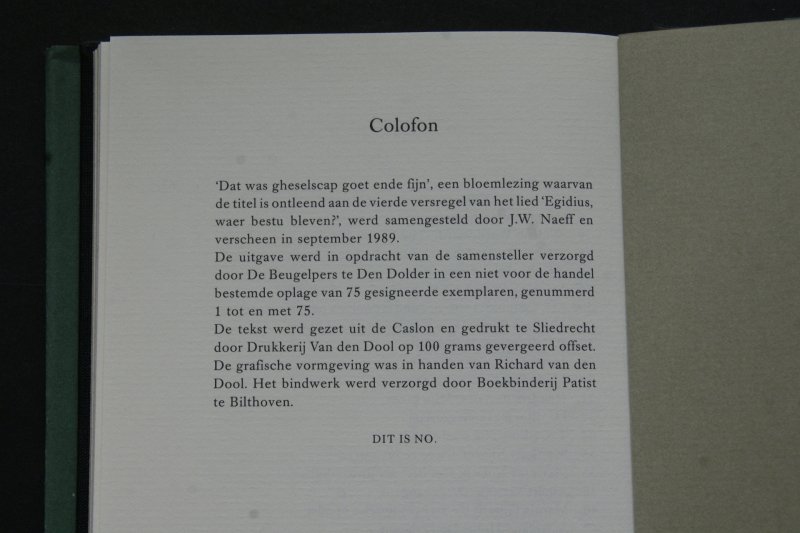 Colofon
'Dat was gheselscap goet ende fijn', een bloemlezing waarvan
de titel is ontleend aan de vierde versregel van het lied 'Egidius,
waer bestu bleven?', werd samengesteld door J.W. Naeff en
verscheen in september 1989.
De uitgave werd in opdracht van de samensteller verzorgd
door De Beugelpers te Den Dolder in een niet voor de handel
bestemde oplage van 75 gesigneerde exemplaren, genummerd
1 tot en met 75.
De tekst werd gezet uit de Caslon en gedrukt te Sliedrecht
door Drukkerij Van den Dool op 100 grams gevergeerd offset.
De grafische vormgeving was in handen van Richard van den
Dool. Het bindwerk werd verzorgd door Boekbinderij Patist
te Bilthoven.
DIT IS NO.